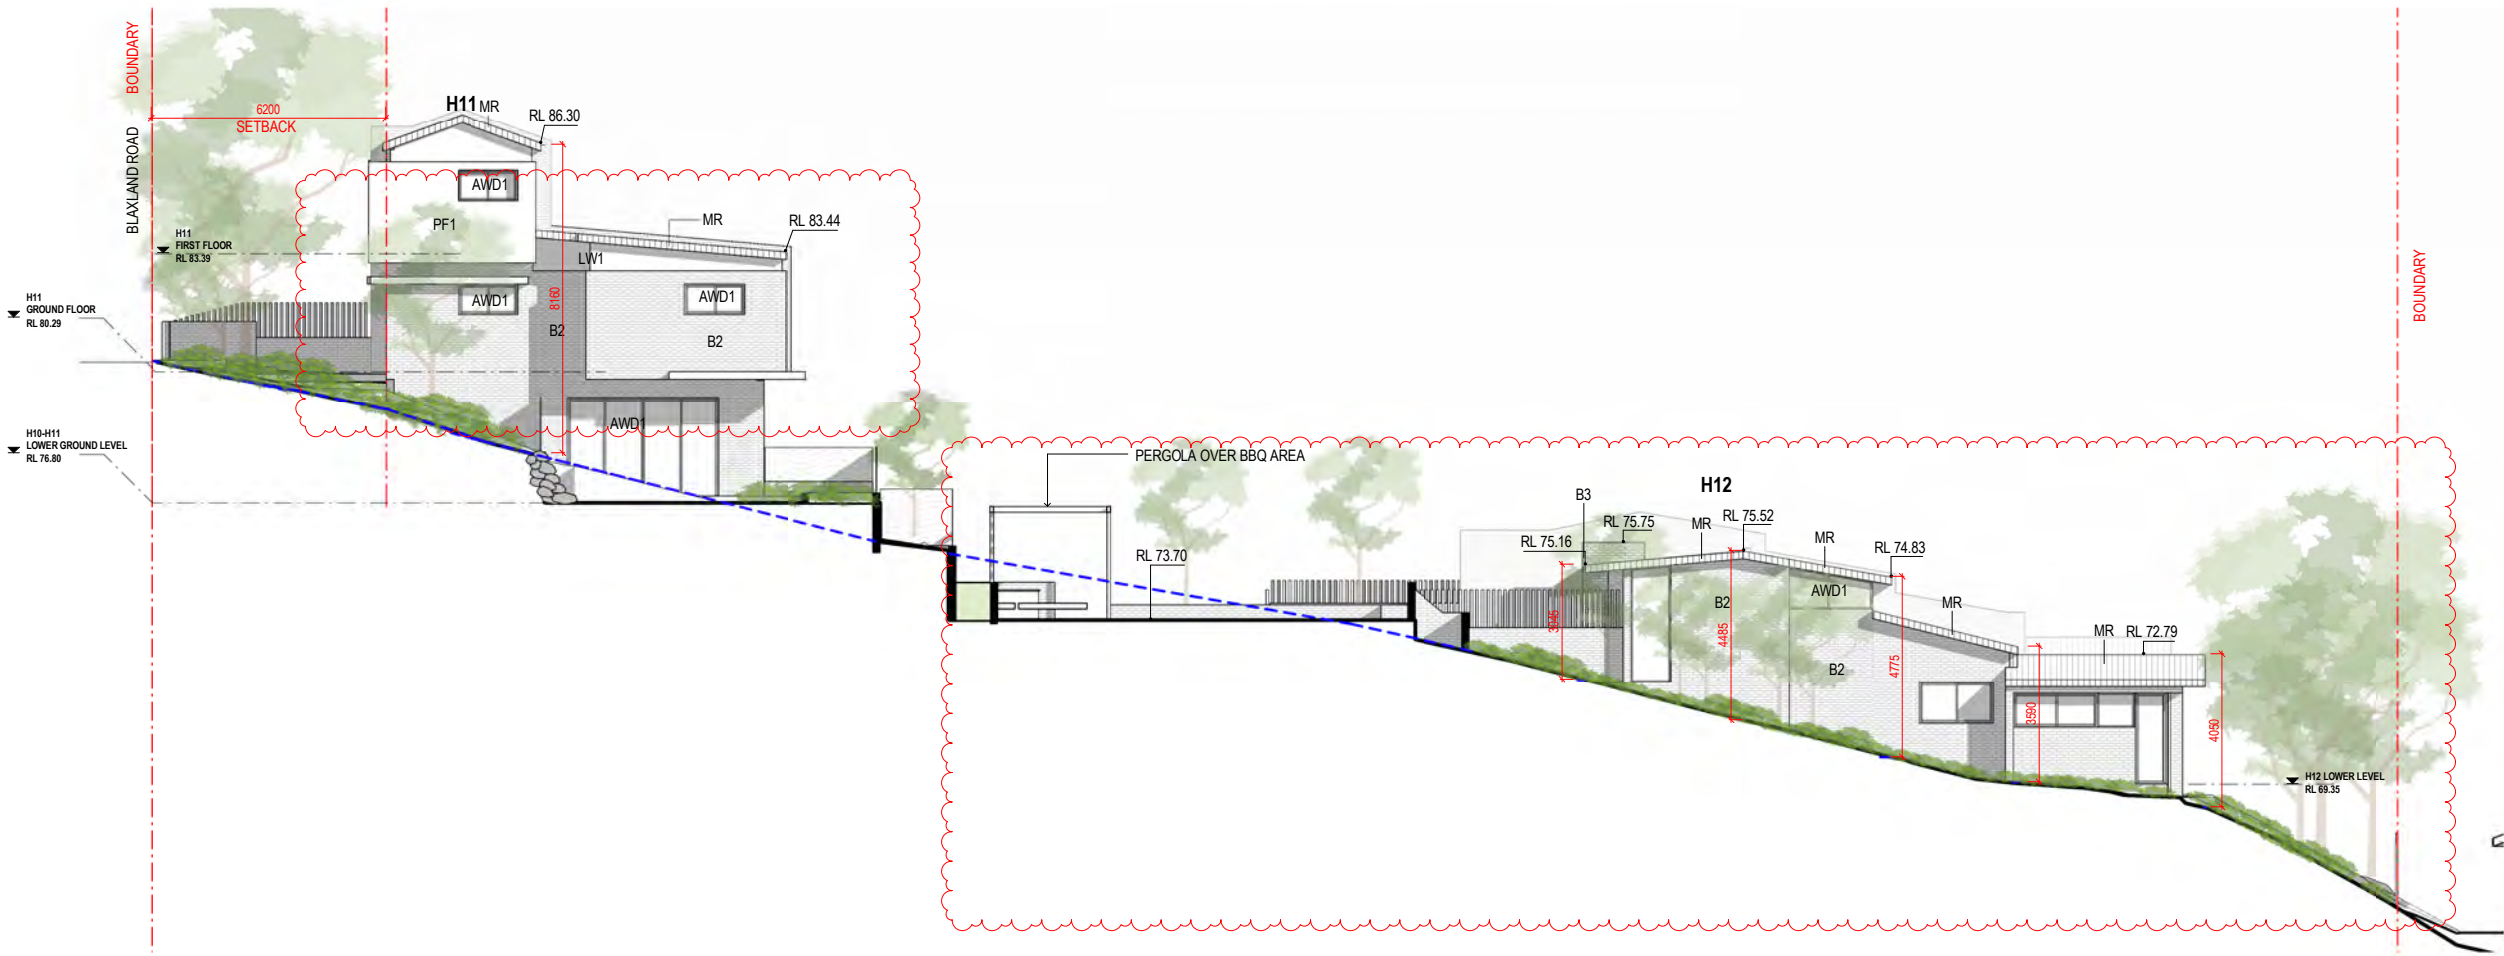 BOUNDARY
BLAXLAND ROAD
6200
SETBACK
H11
MR
RL 86.30
AWD1
PF1
MR
RL 83.44
H11
FIRST FLOOR
RL 83.39
LW1
AWD1
8160
AWD1
B2
B2
H11
GROUND FLOOR
RL 80.29
AWD1
H10-H11
LOWER GROUND LEVEL
RL 76.80
PERGOLA OVER BBQ AREA
RL 73.70
H12
B3
RL 75.75
RL 75.16
MR
RL 75.52
MR
RL 74.83
AWD1
B2
MR
3045
4485
4775
B2
MR
RL 72.79
3590
4050
H12 LOWER LEVEL
RL 69.35
BOUNDARY